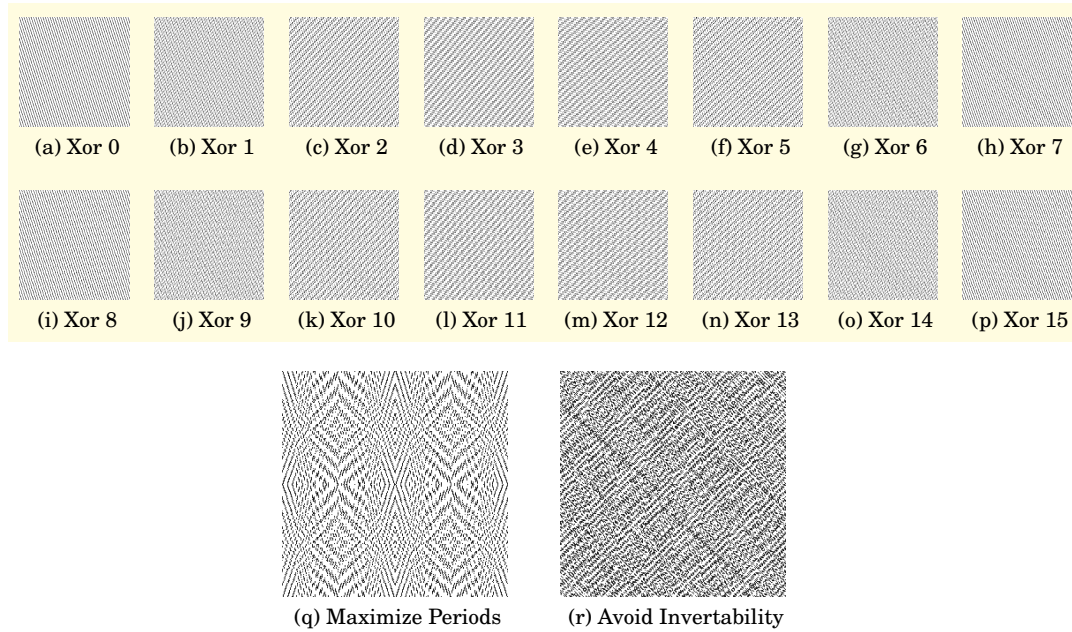 (a) Xor 0 (b) Xor 1 (c) Xor 2 (d) Xor 3 (e) Xor 4 (f) Xor 5 (g) Xor 6 (h) Xor 7
(i) Xor 8 (j) Xor 9 (k) Xor 10 (l) Xor 11 (m) Xor 12 (n) Xor 13 (o) Xor 14 (p) Xor 15
(q) Maximize Periods (r) Avoid Invertability